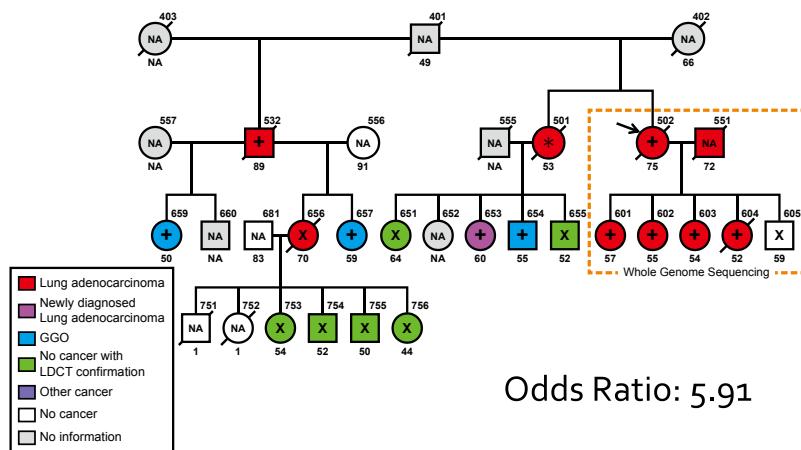 403 401 402
NA NA NA
NA 49 66
557 532 556 555 501 502 551
NA + NA NA * + NA
NA 89 91 NA 53 75 72
659 660 681 656 657 651 652 653 654 655 601 602 603 604 605
+ NA NA X + X NA + + X + + + + X
50 NA 83 70 59 64 NA 60 55 52 57 55 54 52 59
Whole Genome Sequencing
751 752 753 754 755 756
NA NA X X X X
1 1 54 52 50 44
Lung adenocarcinoma
Newly diagnosed
Lung adenocarcinoma
GGO
No cancer with
LDCT confirmation
Other cancer
No cancer
No information
Odds Ratio: 5.91